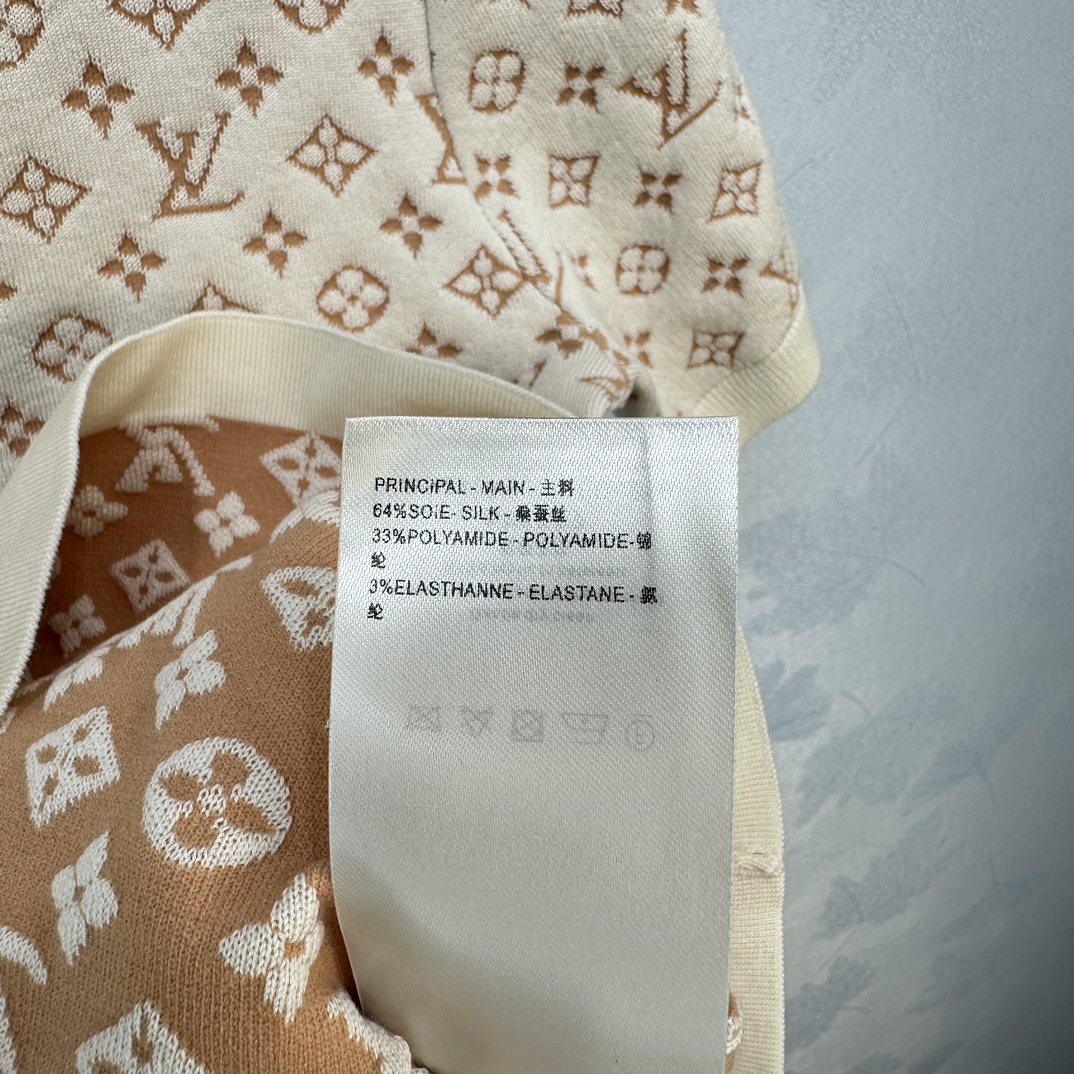 PRINCIPAL - MAIN - 主料
64%SOIE- SILK - 桑蚕丝
33%POLYAMIDE - POLYAMIDE- 锦
纶
3%ELASTHANNE - ELASTANE - 氨
纶